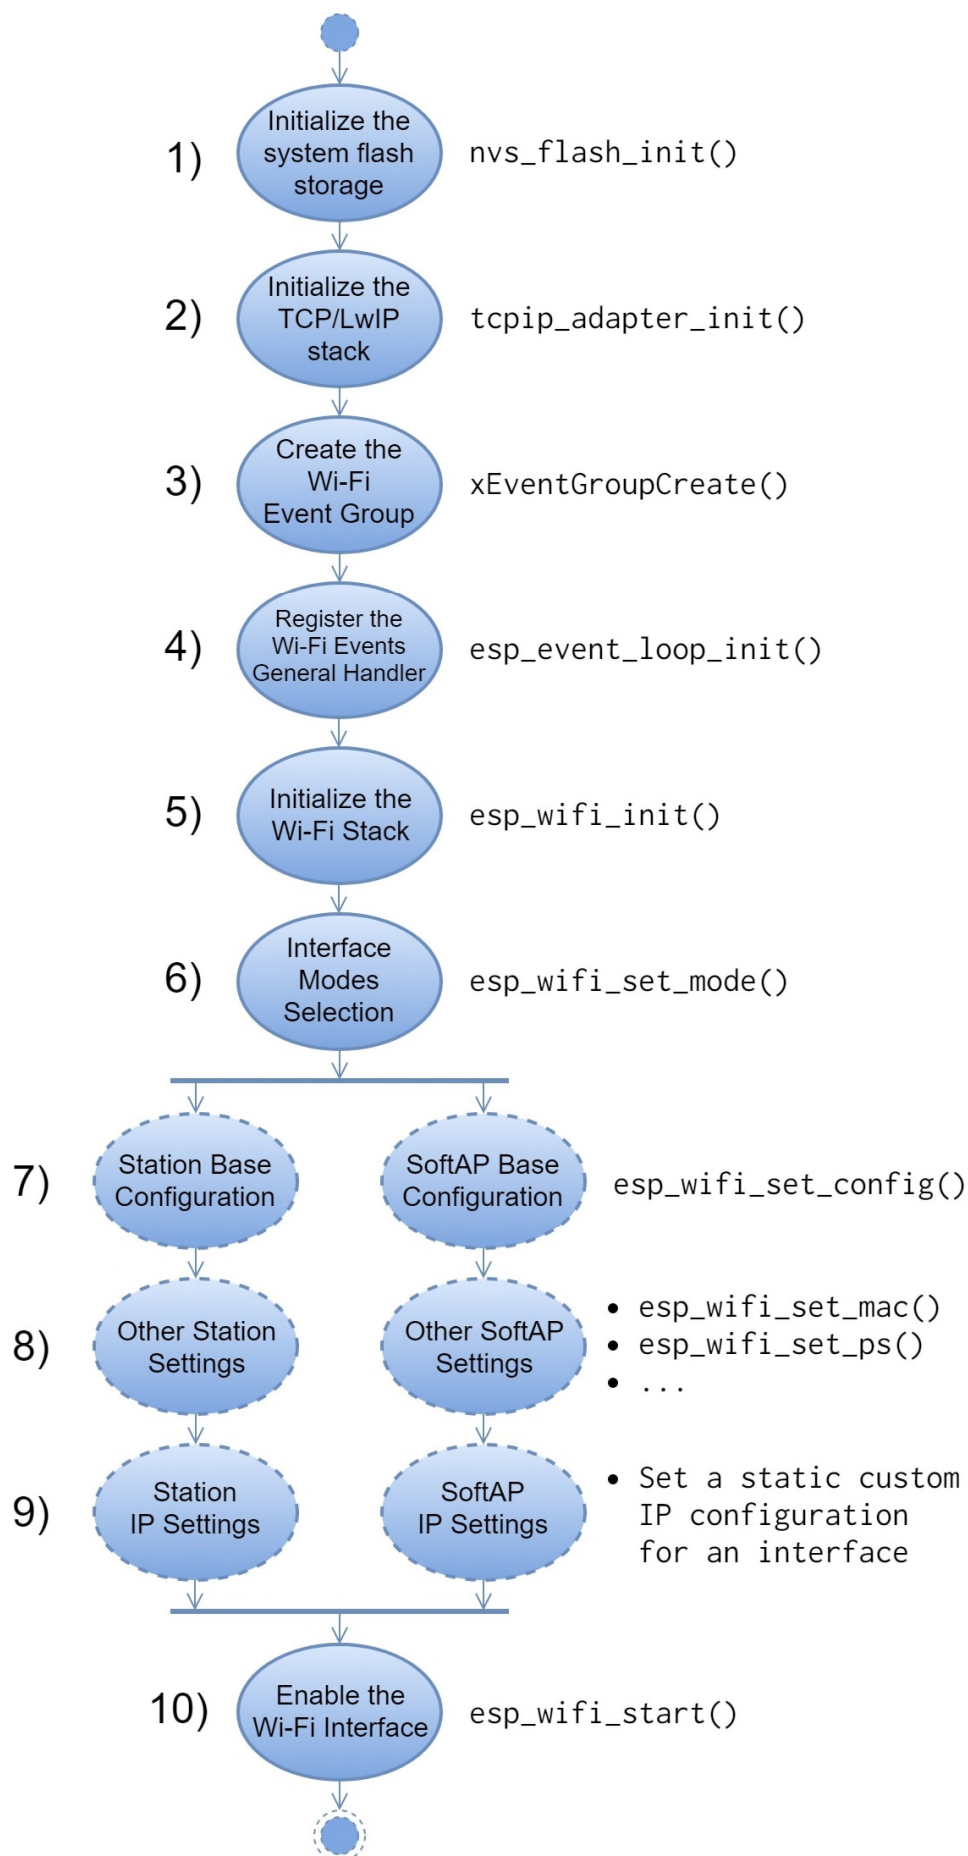 1)
Initialize the
system flash
storage
nvs_flash_init()
2)
Initialize the
TCP/LwIP
stack
tcpip_adapter_init()
3)
Create the
Wi-Fi
Event Group
xEventGroupCreate()
4)
Register the
Wi-Fi Events
General Handler
esp_event_loop_init()
5)
Initialize the
Wi-Fi Stack
esp_wifi_init()
6)
Interface
Modes
Selection
esp_wifi_set_mode()
7)
Station Base
Configuration
SoftAP Base
Configuration
esp_wifi_set_config()
8)
Other Station
Settings
Other SoftAP
Settings
• esp_wifi_set_mac()
• esp_wifi_set_ps()
• ...
9)
Station
IP Settings
SoftAP
IP Settings
• Set a static custom
IP configuration
for an interface
10)
Enable the
Wi-Fi Interface
esp_wifi_start()